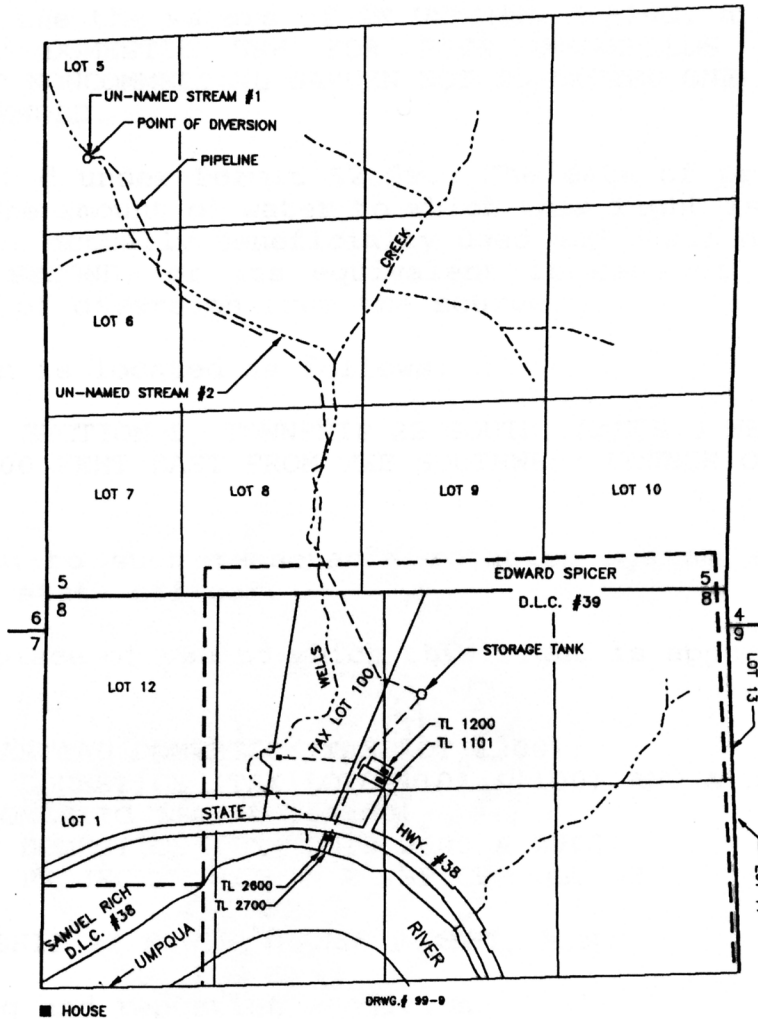 LOT 5
UN-NAMED STREAM #1
POINT OF DIVERSION
PIPELINE
CREEK
LOT 6
UN-NAMED STREAM #2
LOT 7
LOT 8
LOT 9
LOT 10
EDWARD SPICER
D.L.C. #39
5
8
5
8
6
7
4
9
LOT 13
WELLS
STORAGE TANK
LOT 12
TAX LOT 100
TL 1200
TL 1101
LOT 1
STATE
HWY. #38
TL 2600
TL 2700
SAMUEL RICH
D.L.C. #38
UMPQUA
RIVER
■ HOUSE
DRWG.# 99-9